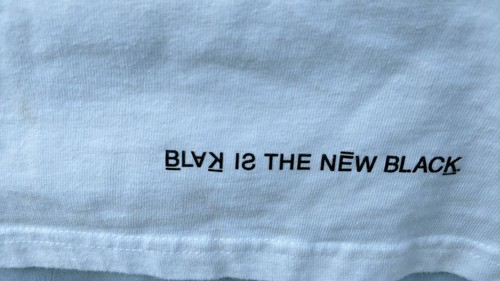 BLAK IS THE NEW BLACK.